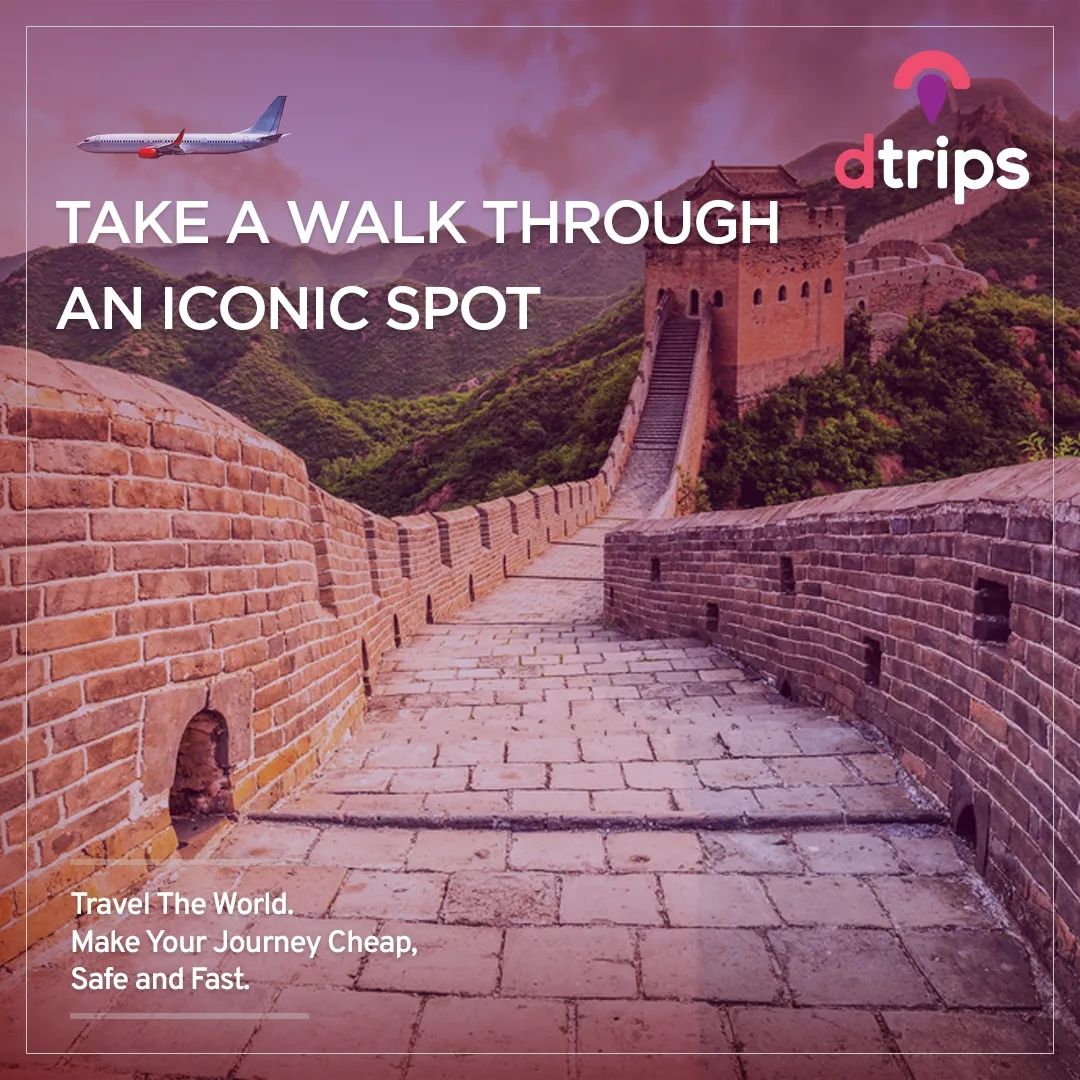 dtrips
TAKE A WALK THROUGH
AN ICONIC SPOT
Travel The World.
Make Your Journey Cheap,
Safe and Fast.